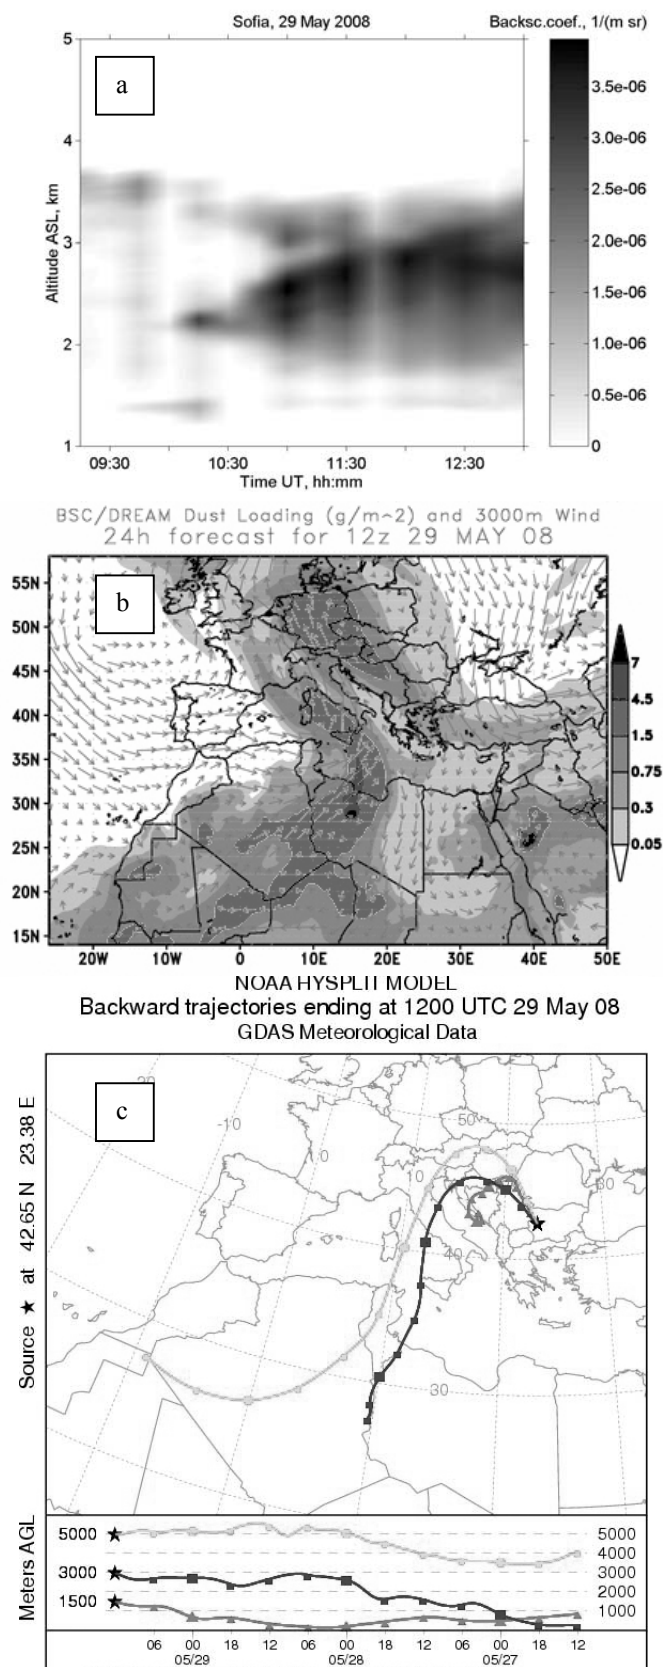 Sofia, 29 May 2008
Backsc.coef., 1/(m sr)
a
5
4
3
2
1
Altitude ASL, km
09:30 10:30 11:30 12:30
Time UT, hh:mm
3.5e-06
3.0e-06
2.5e-06
2.0e-06
1.5e-06
1.0e-06
0.5e-06
0
BSC/DREAM Dust Loading (g/m^2) and 3000m Wind
24h forecast for 12z 29 MAY 08
b
55N
50N
45N
40N
35N
30N
25N
20N
15N
20W 10W 0 10E 20E 30E 40E 50E
7
4.5
1.5
0.75
0.3
0.05
NOAA HYSPLIT MODEL
Backward trajectories ending at 1200 UTC 29 May 08
GDAS Meteorological Data
c
Source ★ at 42.65 N 23.38 E
-10
0
10
50
40
30
Meters AGL
5000
3000
1500
5000
4000
3000
2000
1000
06 00 18 12 06 00 18 12 06 00 18 12
05/29 05/28 05/27